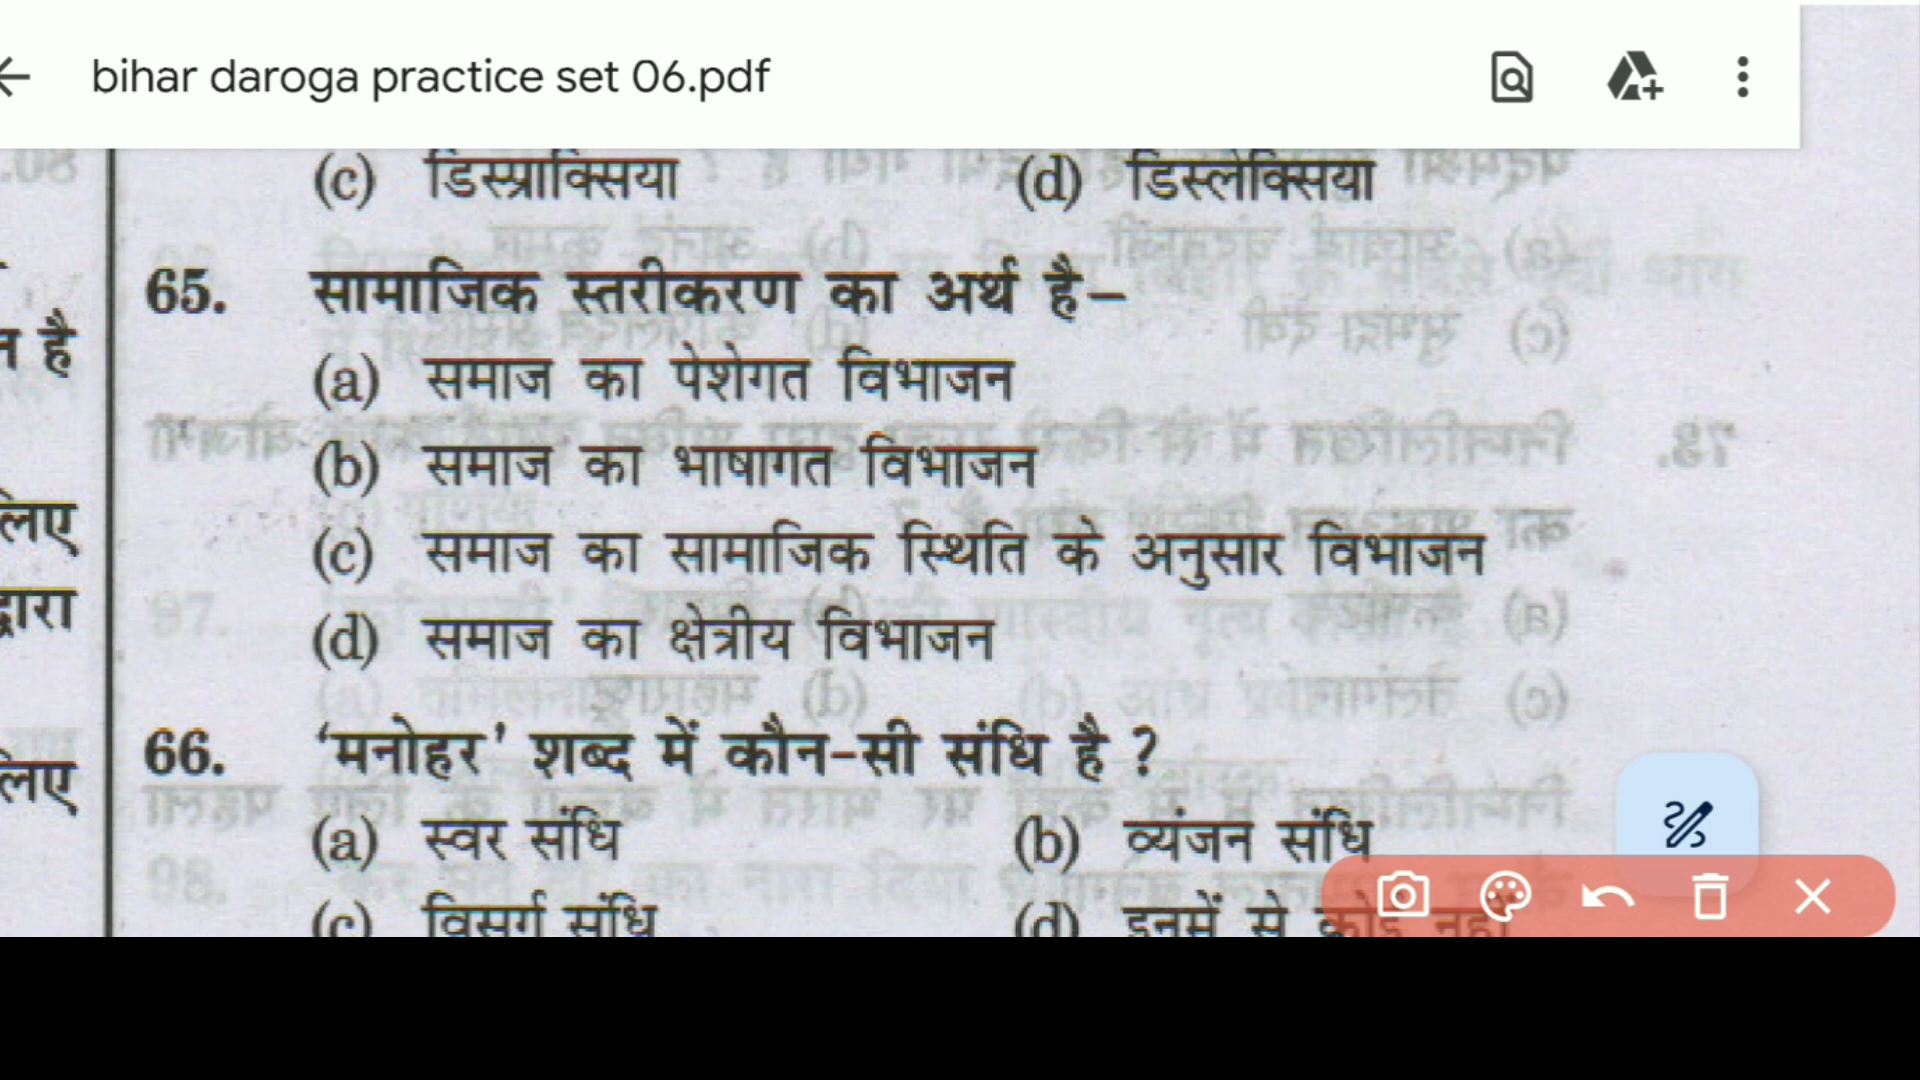 bihar daroga practice set 06.pdf
(c) डिस्प्राक्सिया (d) डिस्लेक्सिया
65. सामाजिक स्तरीकरण का अर्थ है–
(a) समाज का पेशेगत विभाजन
न है
(b) समाज का भाषागत विभाजन
(c) समाज का सामाजिक स्थिति के अनुसार विभाजन
(d) समाज का क्षेत्रीय विभाजन
66. ‘मनोहर’ शब्द में कौन-सी संधि है ?
(a) स्वर संधि (b) व्यंजन संधि
(c) विसर्ग संधि (d) इनमें से कोई नहीं